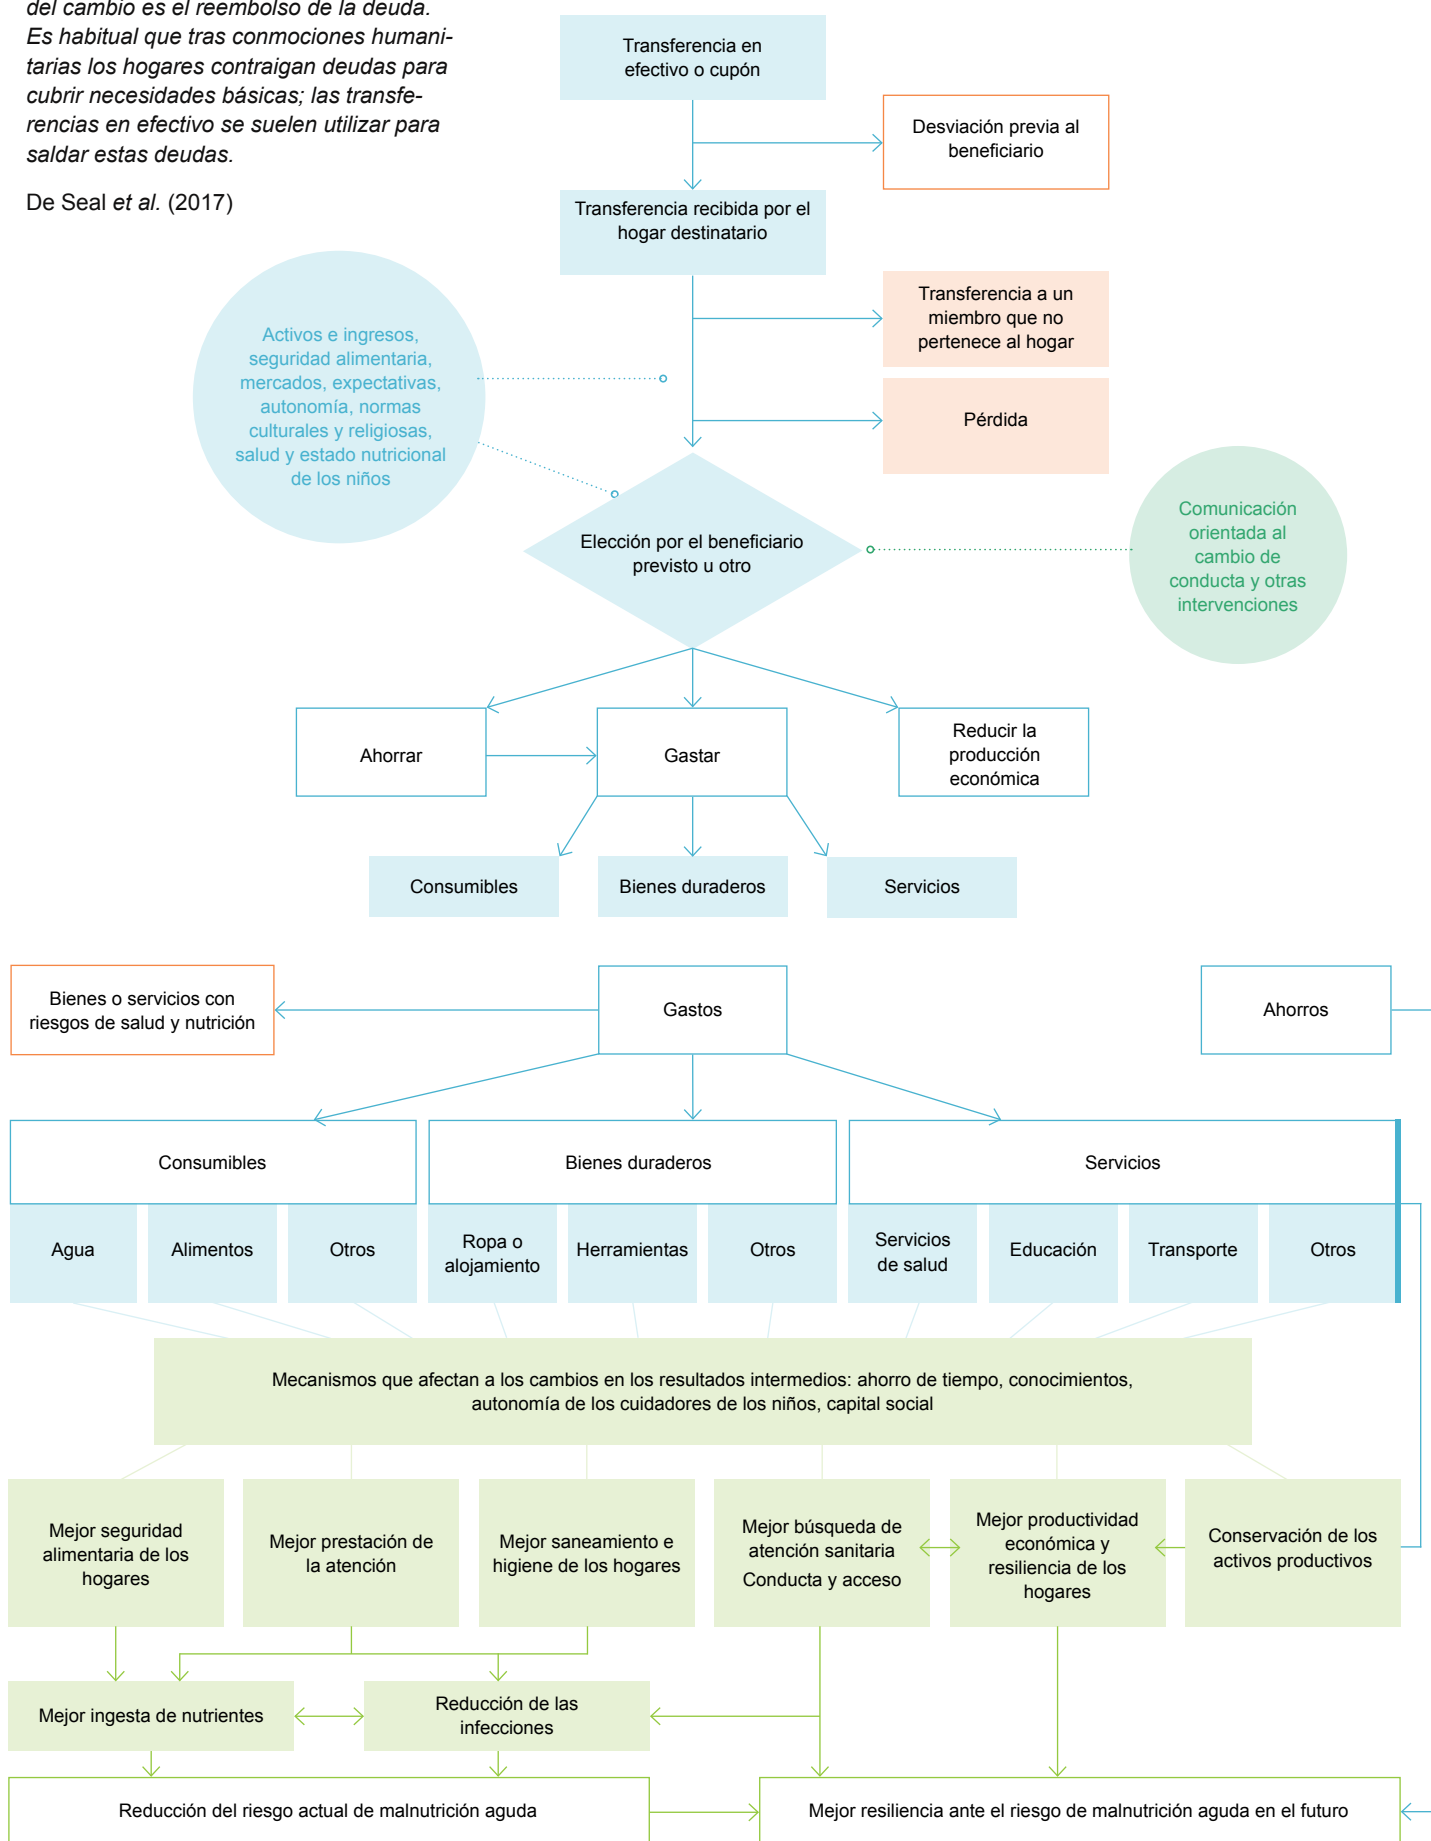 del cambio es el reembolso de la deuda.
Es habitual que tras conmociones humani-
tarias los hogares contraigan deudas para
cubrir necesidades básicas; las transfe-
rencias en efectivo se suelen utilizar para
saldar estas deudas.
De Seal et al. (2017)
Transferencia en
efectivo o cupón
Desviación previa al
beneficiario
Transferencia recibida por el
hogar destinatario
Transferencia a un
miembro que no
pertenece al hogar
Pérdida
Activos e ingresos,
seguridad alimentaria,
mercados, expectativas,
autonomía, normas
culturales y religiosas,
salud y estado nutricional
de los niños
Elección por el beneficiario
previsto u otro
Comunicación
orientada al
cambio de
conducta y otras
intervenciones
Ahorrar
Gastar
Reducir la
producción
económica
Consumibles
Bienes duraderos
Servicios
Bienes o servicios con
riesgos de salud y nutrición
Gastos
Ahorros
Consumibles
Bienes duraderos
Servicios
Agua
Alimentos
Otros
Ropa o
alojamiento
Herramientas
Otros
Servicios
de salud
Educación
Transporte
Otros
Mecanismos que afectan a los cambios en los resultados intermedios: ahorro de tiempo, conocimientos,
autonomía de los cuidadores de los niños, capital social
Mejor seguridad
alimentaria de los
hogares
Mejor prestación de
la atención
Mejor saneamiento e
higiene de los hogares
Mejor búsqueda de
atención sanitaria
Conducta y acceso
Mejor productividad
económica y
resiliencia de los
hogares
Conservación de los
activos productivos
Mejor ingesta de nutrientes
Reducción de las
infecciones
Reducción del riesgo actual de malnutrición aguda
Mejor resiliencia ante el riesgo de malnutrición aguda en el futuro